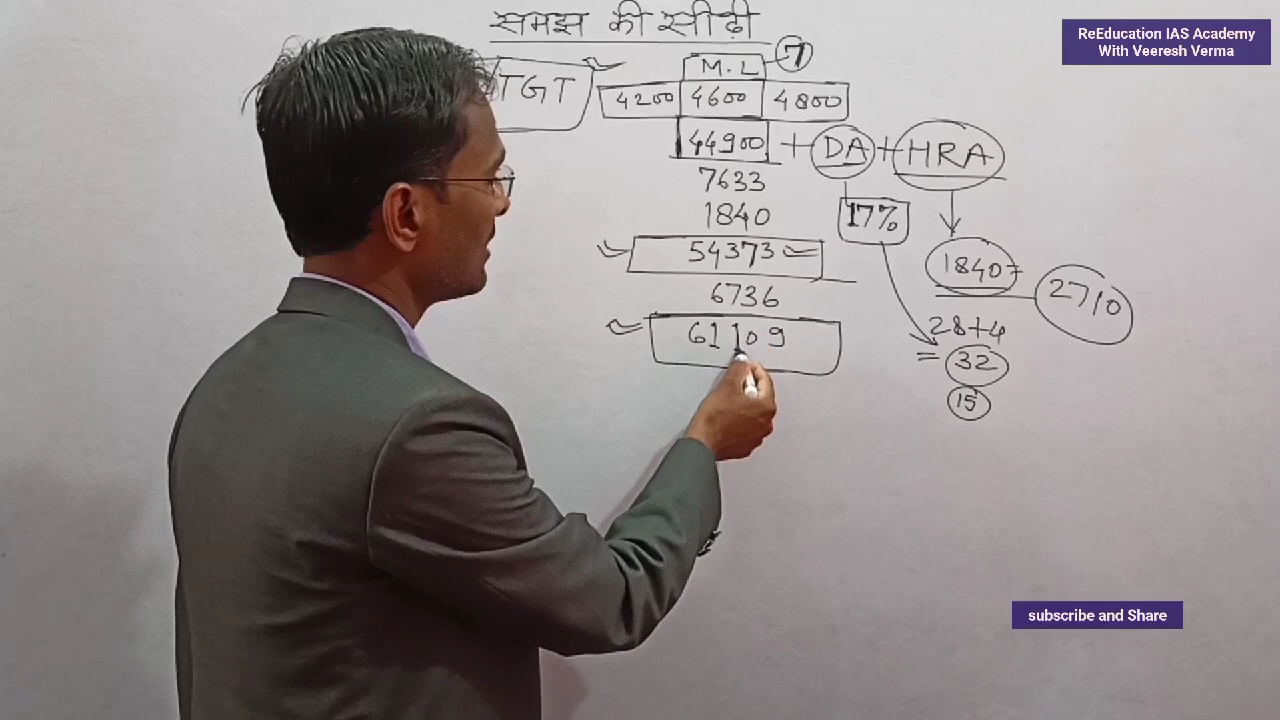 समझ की सीढ़ी
ReEducation IAS Academy
With Veeresh Verma
TGT
M.L 7
4200 4600 4800
44900 + DA + HRA
7633
1840 17%
54373
1840
2710
6736
28+4
61109
= 32
15
subscribe and Share